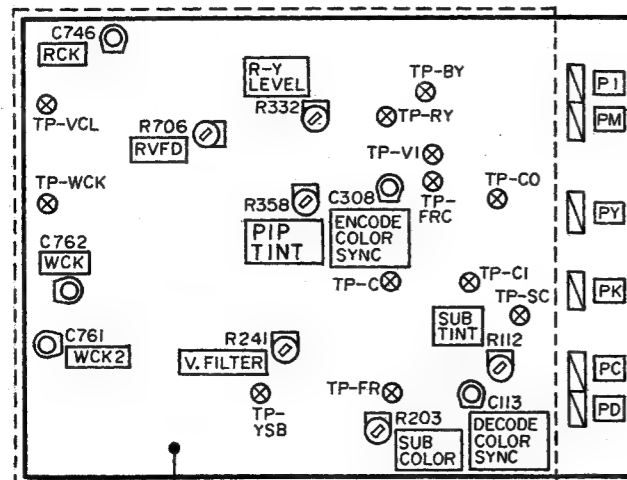 C746
RCK
TP-VCL
R706
RVFD
R-Y
LEVEL
R332
TP-BY
TP-RY
TP-VI
TP-
FRC
P1
PM
TP-WCK
R358
PIP
TINT
C308
ENCODE
COLOR
SYNC
TP-CO
PY
C762
WCK
TP-C
TP-CI
TP-SC
PK
C761
WCK2
R241
V. FILTER
SUB
TINT
R112
PC
TP-
YSB
TP-FR
R203
SUB
COLOR
C113
DECODE
COLOR
SYNC
PD